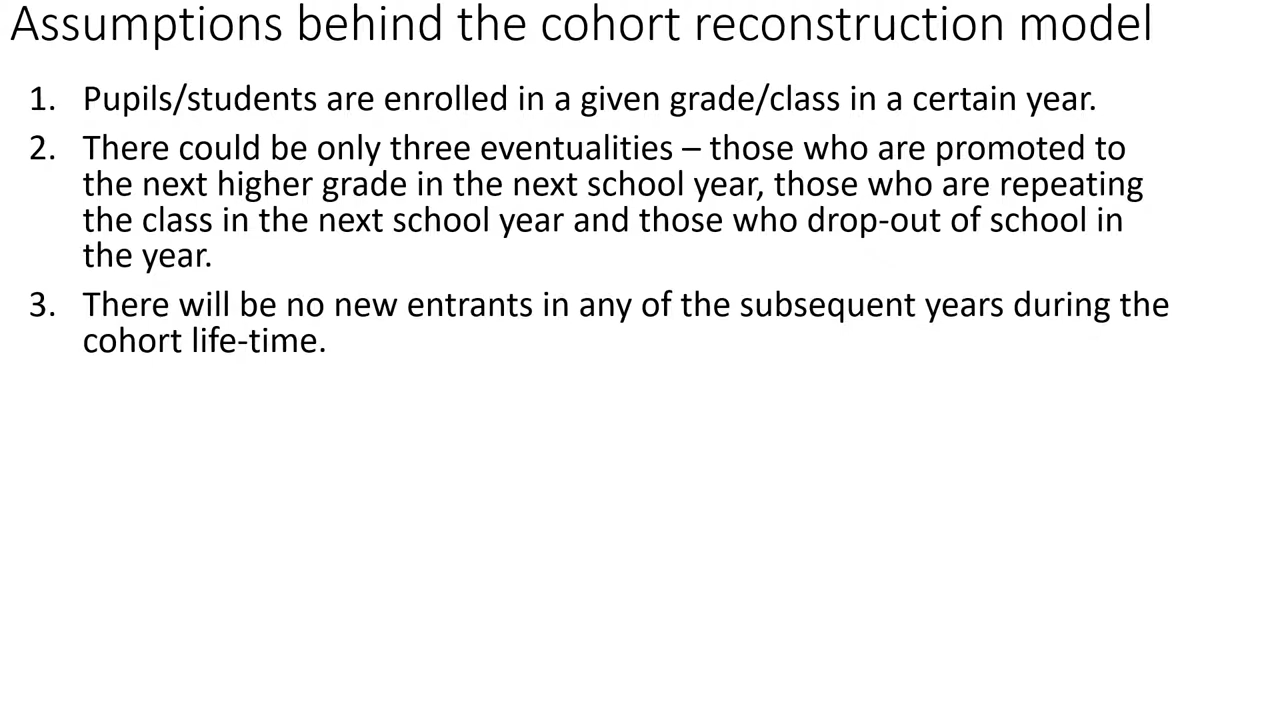 Assumptions behind the cohort reconstruction model
1. Pupils/students are enrolled in a given grade/class in a certain year.
2. There could be only three eventualities – those who are promoted to
the next higher grade in the next school year, those who are repeating
the class in the next school year and those who drop-out of school in
the year.
3. There will be no new entrants in any of the subsequent years during the
cohort life-time.